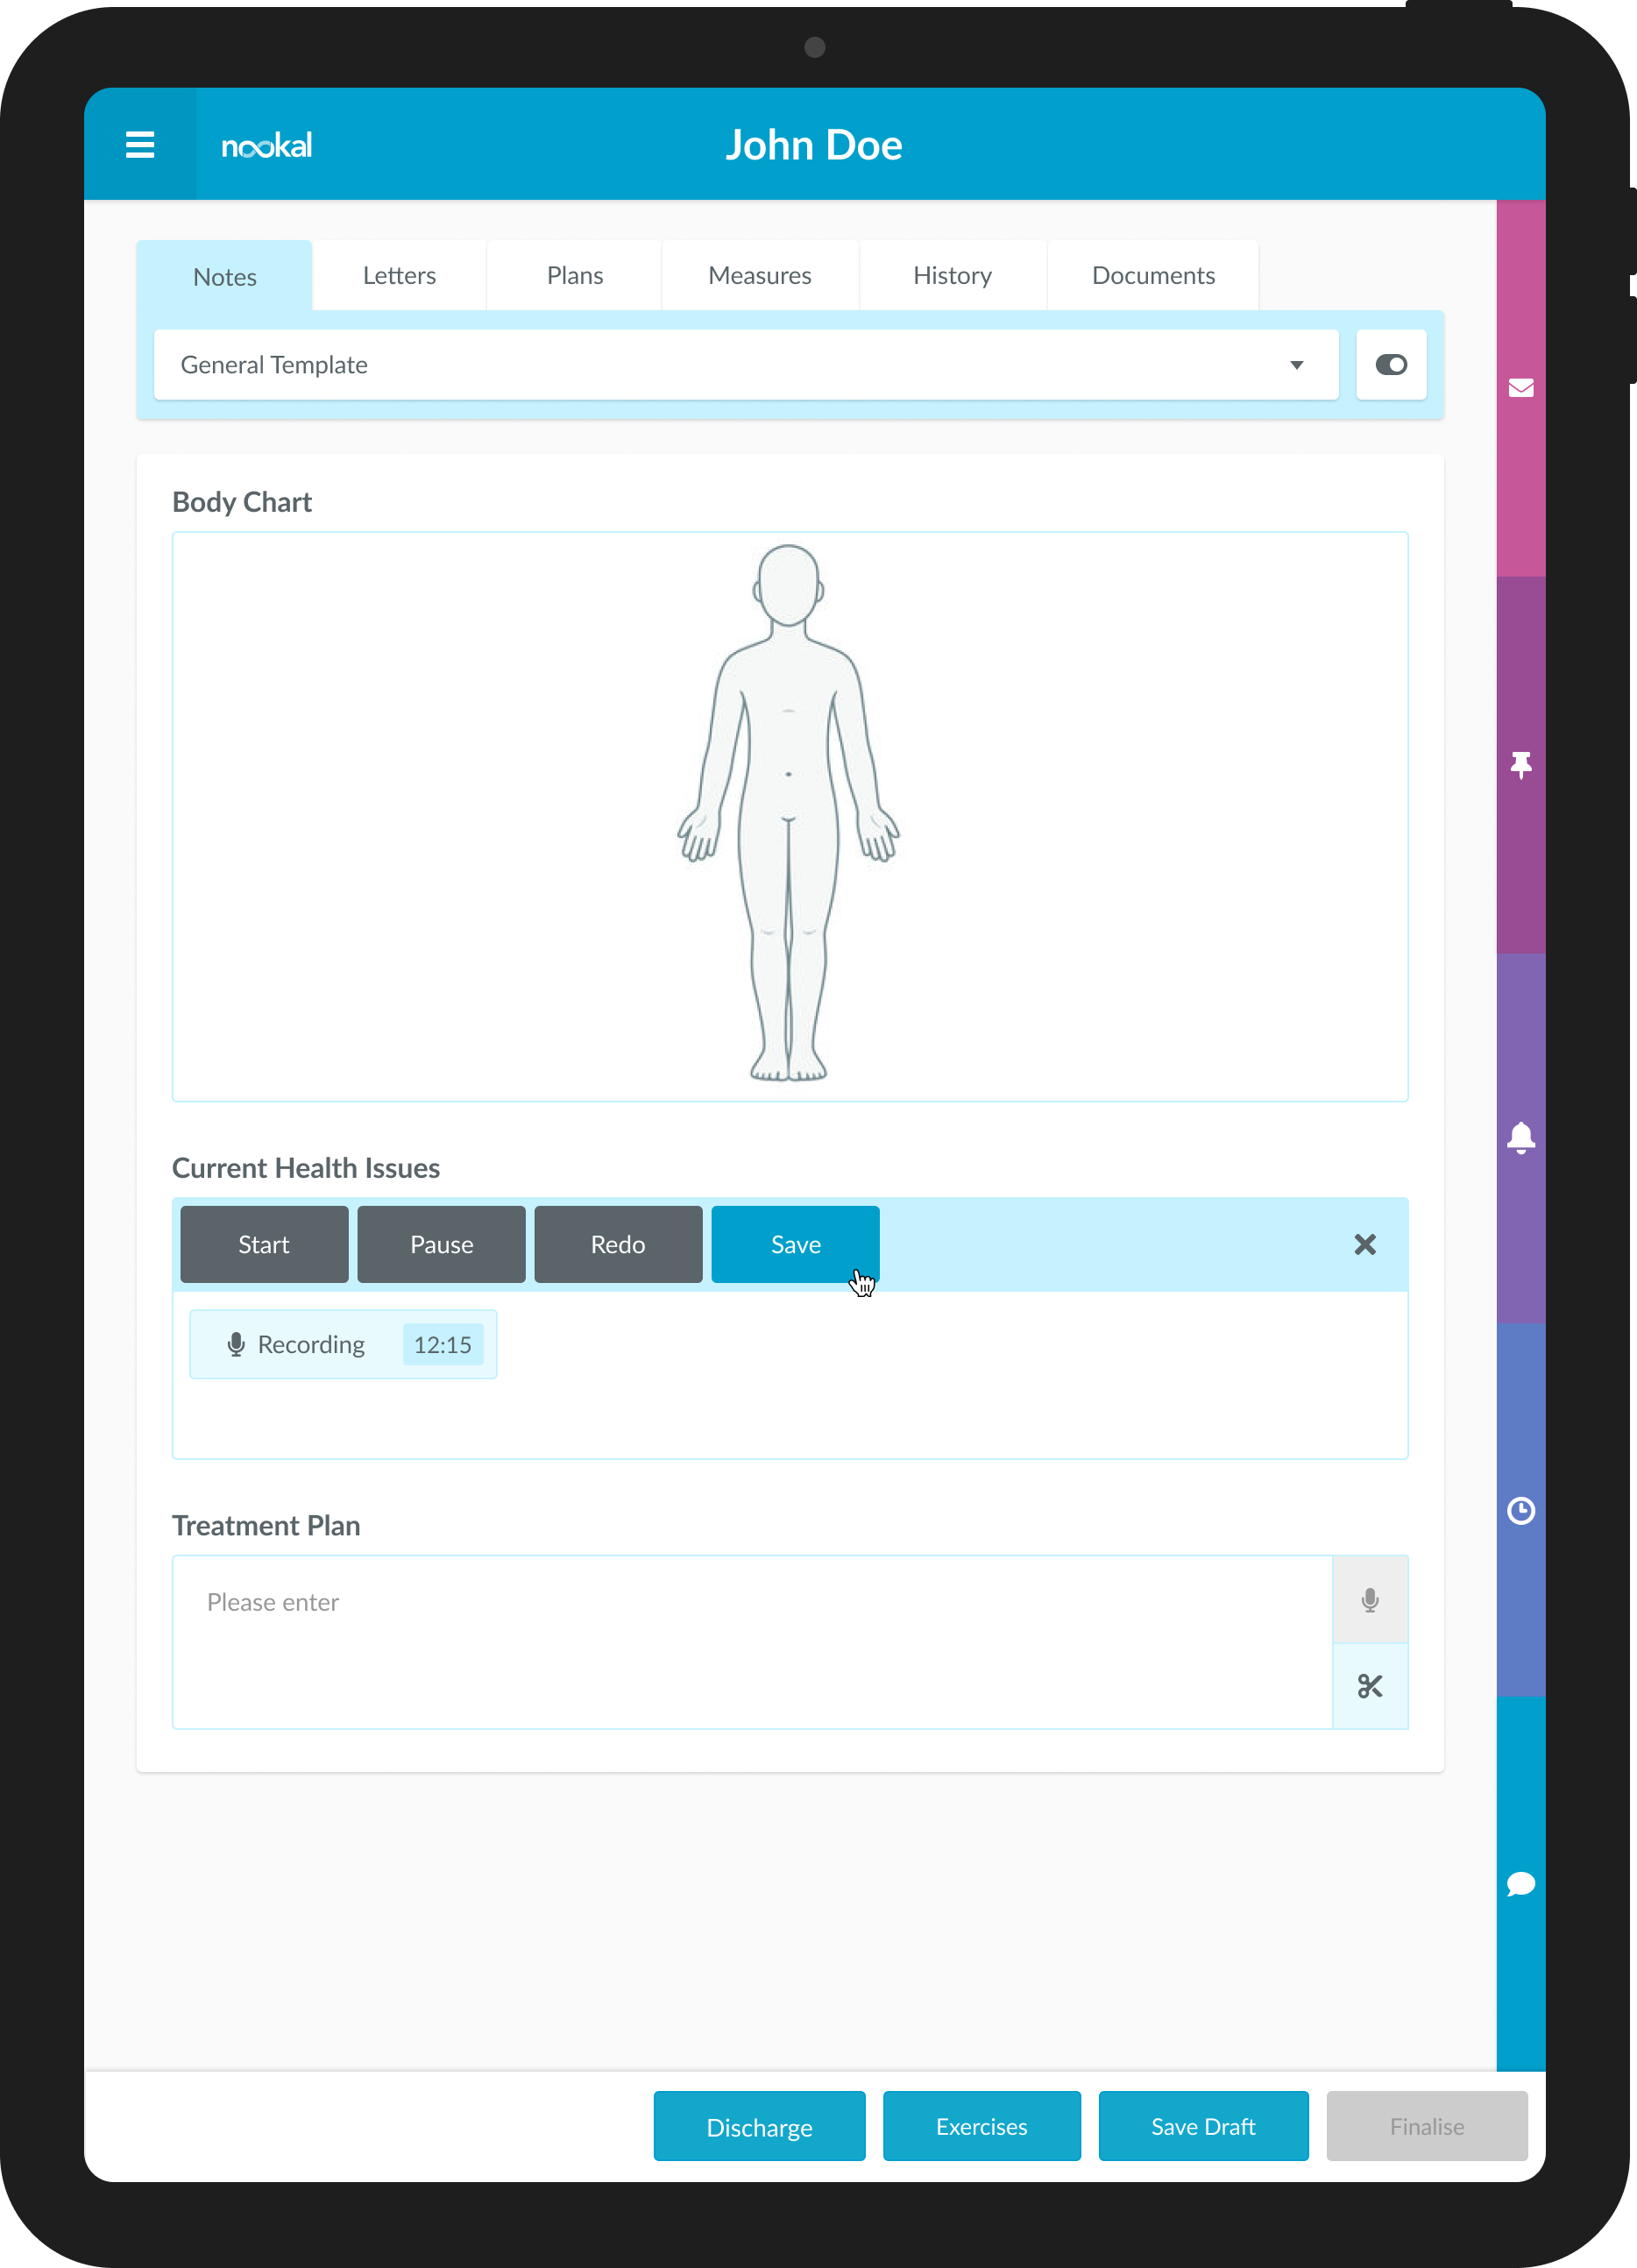 nookal
John Doe
Notes
Letters
Plans
Measures
History
Documents
General Template
Body Chart
Current Health Issues
Start
Pause
Redo
Save
Recording
12:15
Treatment Plan
Please enter
Discharge
Exercises
Save Draft
Finalise